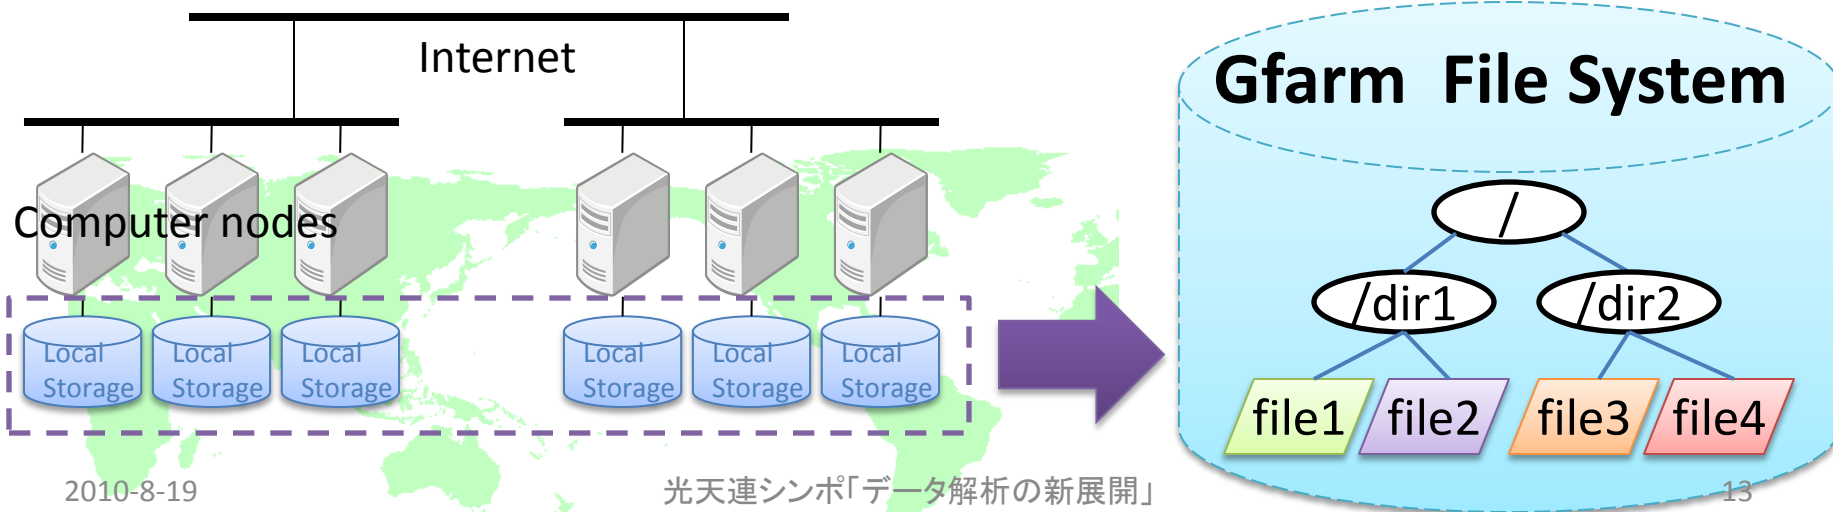 Internet
Gfarm  File System
Computer nodes
/
/dir1
/dir2
Local
Storage
Local
Storage
Local
Storage
Local
Storage
Local
Storage
Local
Storage
file1
file2
file3
file4
2010-8-19
光天連シンポ「データ解析の新展開」
13